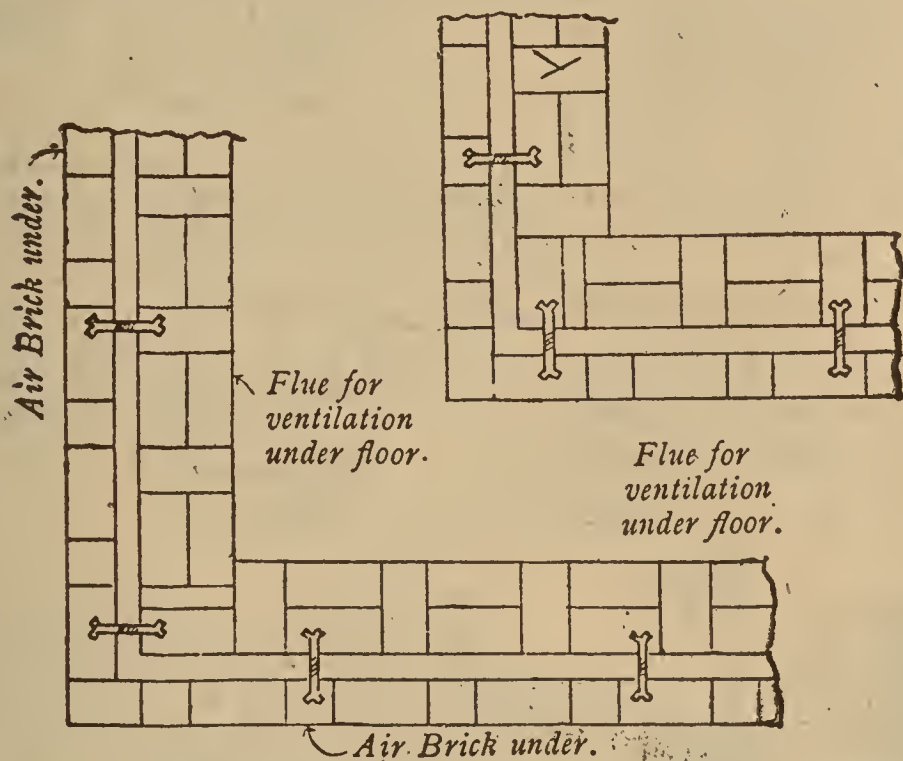 Air Brick under.
Flue for
ventilation
under floor.
Flue for
ventilation
under floor.
Air Brick under.